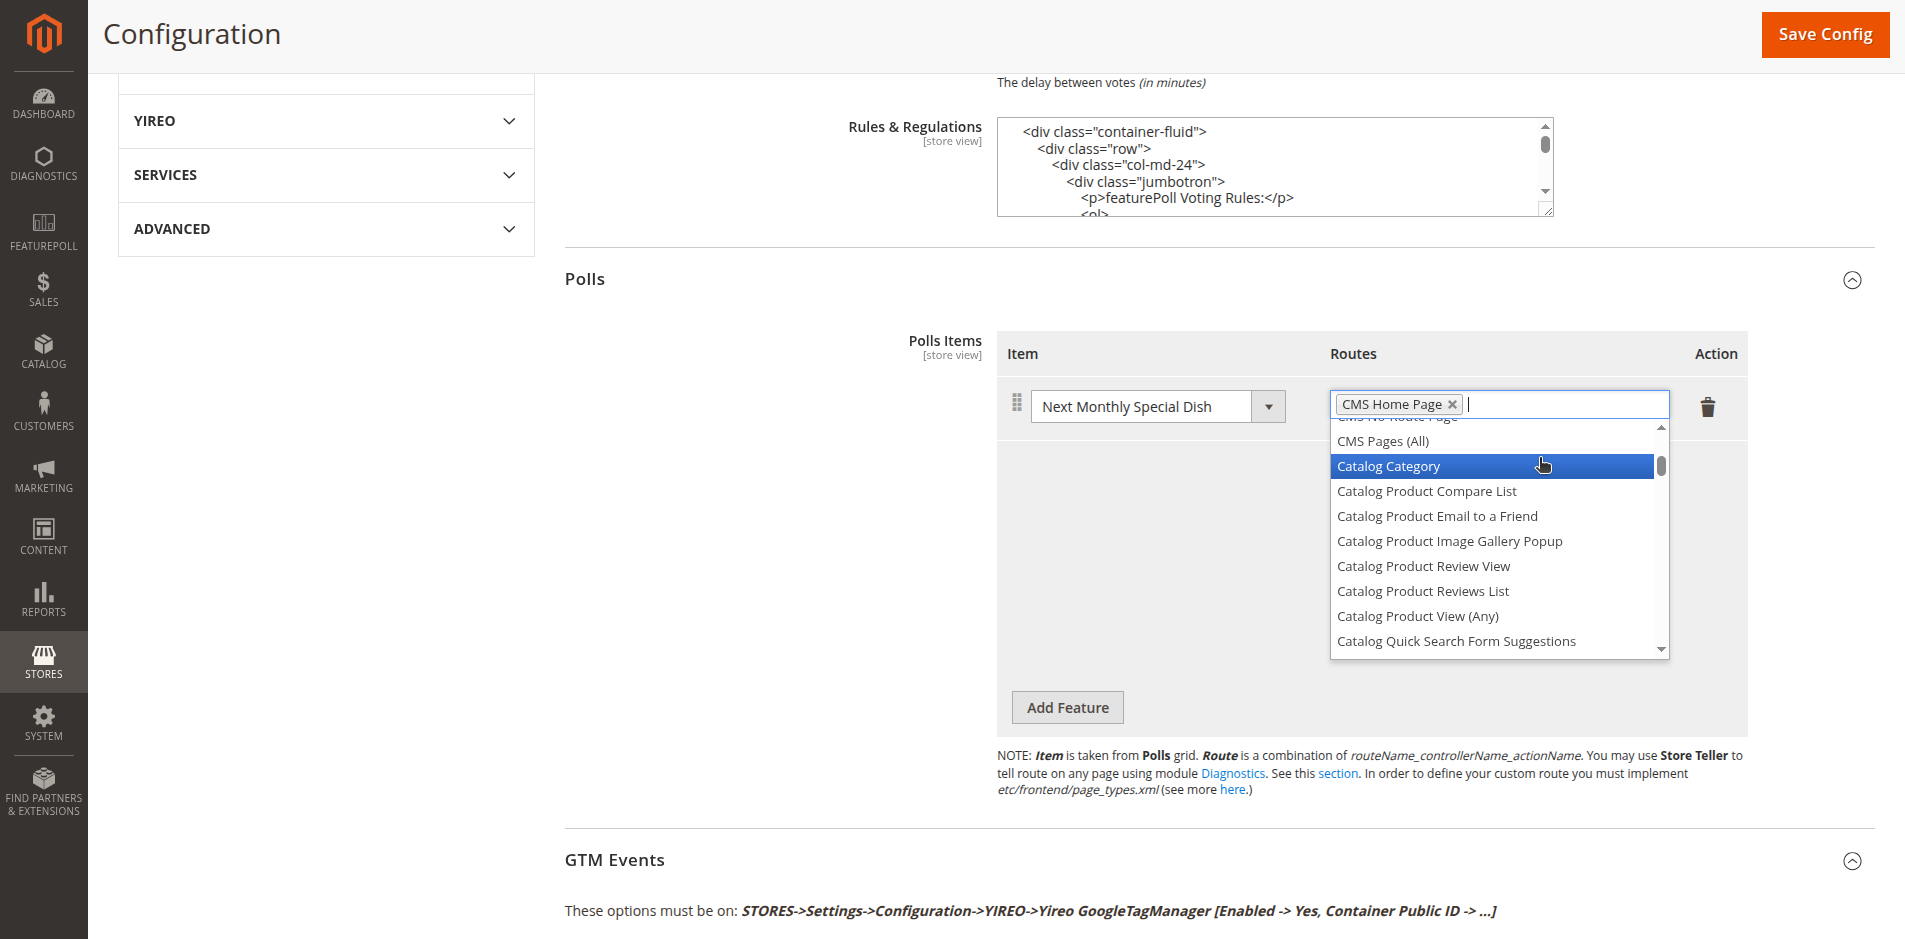 Configuration
Save Config
DASHBOARD
DIAGNOSTICS
FEATUREPOLL
SALES
CATALOG
CUSTOMERS
MARKETING
CONTENT
REPORTS
STORES
SYSTEM
FIND PARTNERS
& EXTENSIONS
YIREO
SERVICES
ADVANCED
The delay between votes (in minutes)
Rules & Regulations
[store view]
<div class="container-fluid">
<div class="row">
<div class="col-md-24">
<div class="jumbotron">
<p>featurePoll Voting Rules:</p>
<ol>
Polls
Polls Items
[store view]
Item Routes Action
Next Monthly Special Dish
CMS Home Page
CMS No-Route Page
CMS Pages (All)
Catalog Category
Catalog Product Compare List
Catalog Product Email to a Friend
Catalog Product Image Gallery Popup
Catalog Product Review View
Catalog Product Reviews List
Catalog Product View (Any)
Catalog Quick Search Form Suggestions
Add Feature
NOTE: Item is taken from Polls grid. Route is a combination of routeName_controllerName_actionName. You may use Store Teller to
tell route on any page using module Diagnostics. See this section. In order to define your custom route you must implement
etc/frontend/page_types.xml (see more here.)
GTM Events
These options must be on: STORES->Settings->Configuration->YIREO->Yireo GoogleTagManager [Enabled -> Yes, Container Public ID -> ...]